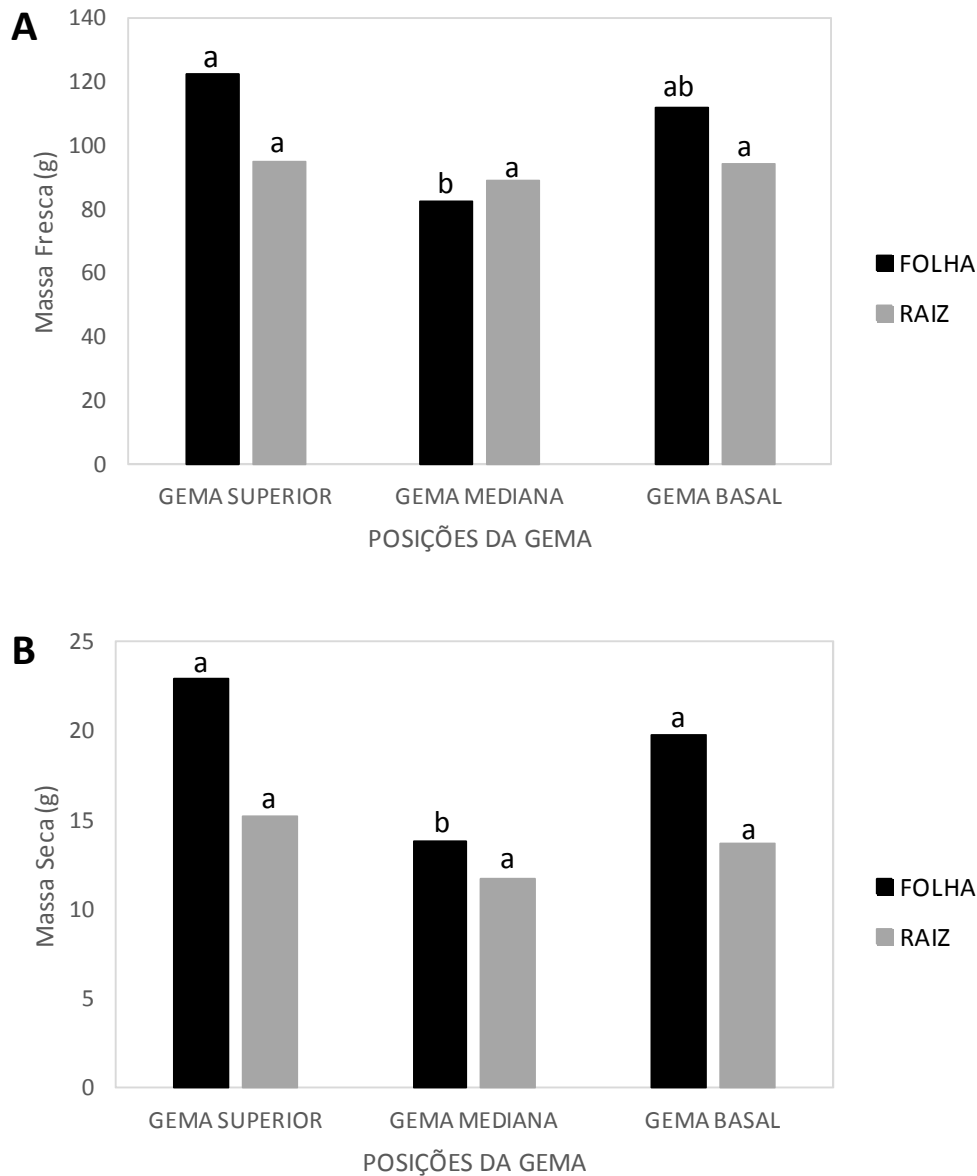 A
140
120
100
80
60
40
20
0
Massa Fresca (g)
a
a
b
a
ab
a
GEMA SUPERIOR
GEMA MEDIANA
GEMA BASAL
POSIÇÕES DA GEMA
FOLHA
RAIZ
B
25
20
15
10
5
0
Massa Seca (g)
a
a
b
a
a
a
GEMA SUPERIOR
GEMA MEDIANA
GEMA BASAL
POSIÇÕES DA GEMA
FOLHA
RAIZ